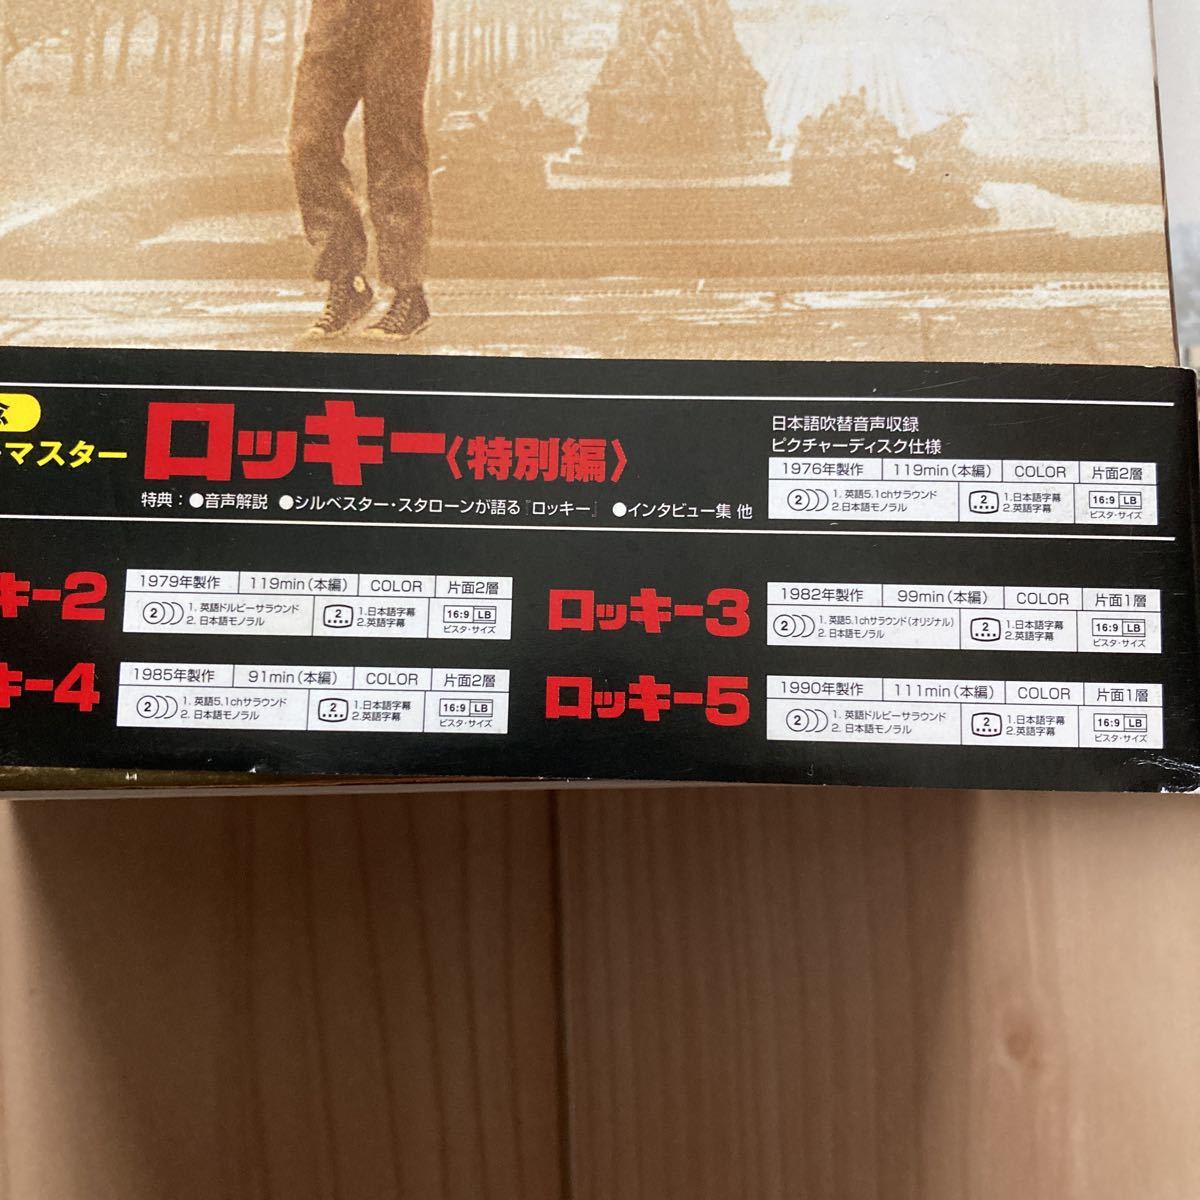 念
マスター
ロッキー〈特別編〉
特典：●音声解説 ●シルベスター・スタローンが語る『ロッキー』 ●インタビュー集 他
日本語吹替音声収録
ピクチャーディスク仕様
1976年製作 119min（本編） COLOR 片面2層
2 1. 英語5.1chサラウンド
2.日本語モノラル
2 1.日本語字幕
2.英語字幕
16:9 LB
ビスタ・サイズ
キー2
1979年製作 119min（本編） COLOR 片面2層
2 1. 英語ドルビーサラウンド
2. 日本語モノラル
2 1.日本語字幕
2.英語字幕
16:9 LB
ビスタ・サイズ
ロッキー3
1982年製作 99min（本編） COLOR 片面1層
2 1. 英語5.1chサラウンド（オリジナル）
2. 日本語モノラル
2 1.日本語字幕
2.英語字幕
16:9 LB
ビスタ・サイズ
キー4
1985年製作 91min（本編） COLOR 片面2層
2 1. 英語5.1chサラウンド
2. 日本語モノラル
2 1.日本語字幕
2.英語字幕
16:9 LB
ビスタ・サイズ
ロッキー5
1990年製作 111min（本編） COLOR 片面1層
2 1. 英語ドルビーサラウンド
2. 日本語モノラル
2 1.日本語字幕
2.英語字幕
16:9 LB
ビスタ・サイズ